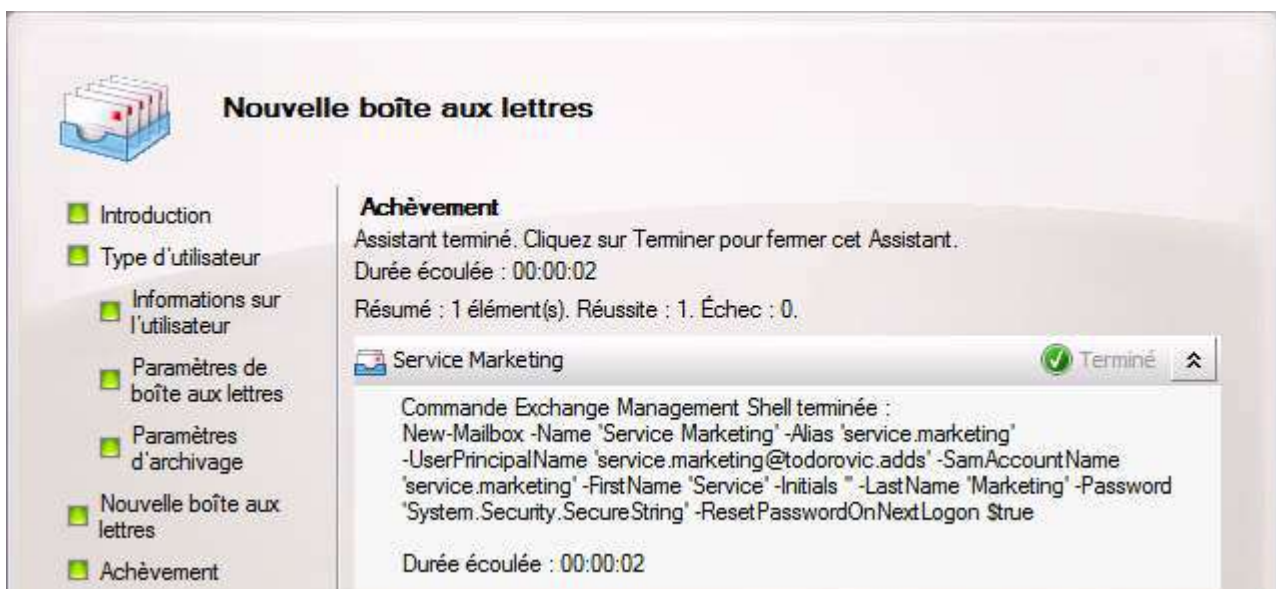 Nouvelle boîte aux lettres
Introduction
Type d'utilisateur
Informations sur
l'utilisateur
Paramètres de
boîte aux lettres
Paramètres
d'archivage
Nouvelle boîte aux
lettres
Achèvement
Achèvement
Assistant terminé. Cliquez sur Terminer pour fermer cet Assistant.
Durée écoulée : 00:00:02
Résumé : 1 élément(s). Réussite : 1. Échec : 0.
Service Marketing
Terminé
Commande Exchange Management Shell terminée :
New-Mailbox -Name 'Service Marketing' -Alias 'service.marketing'
-UserPrincipalName 'service.marketing@todorovic.adds' -SamAccountName
'service.marketing' -FirstName 'Service' -Initials '' -LastName 'Marketing' -Password
'System.Security.SecureString' -ResetPasswordOnNextLogon $true
Durée écoulée : 00:00:02